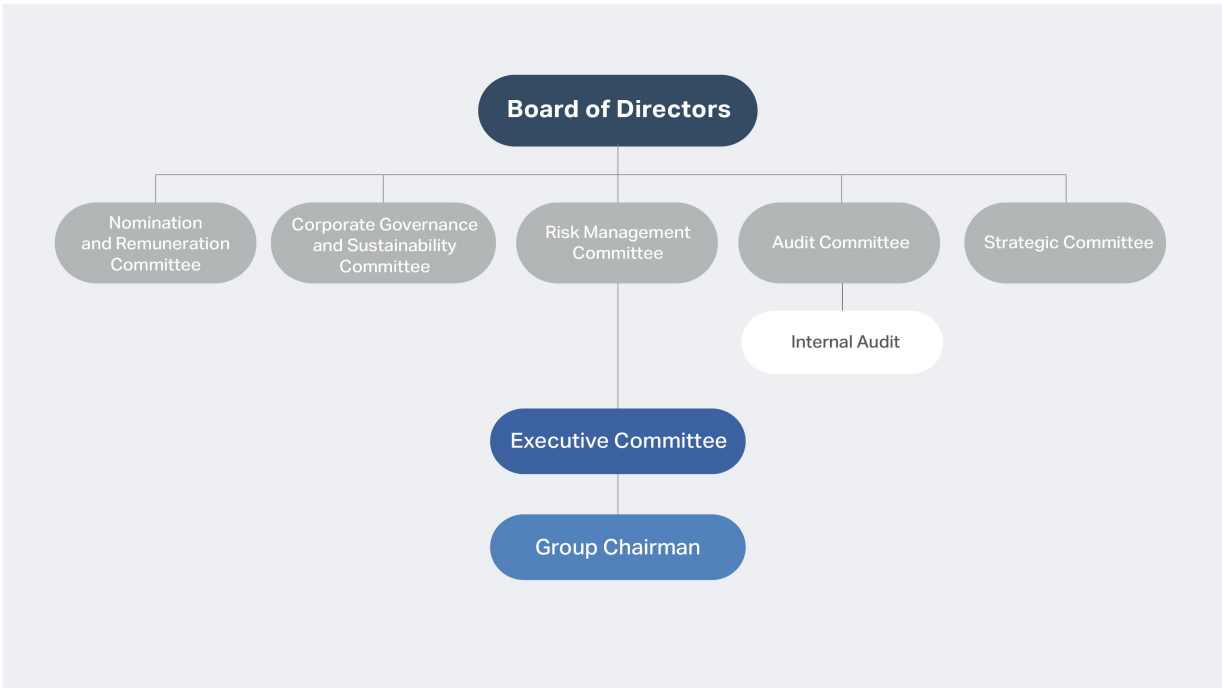 Board of Directors
Nomination
and Remuneration
Committee
Corporate Governance
and Sustainability
Committee
Risk Management
Committee
Audit Committee
Strategic Committee
Internal Audit
Executive Committee
Group Chairman